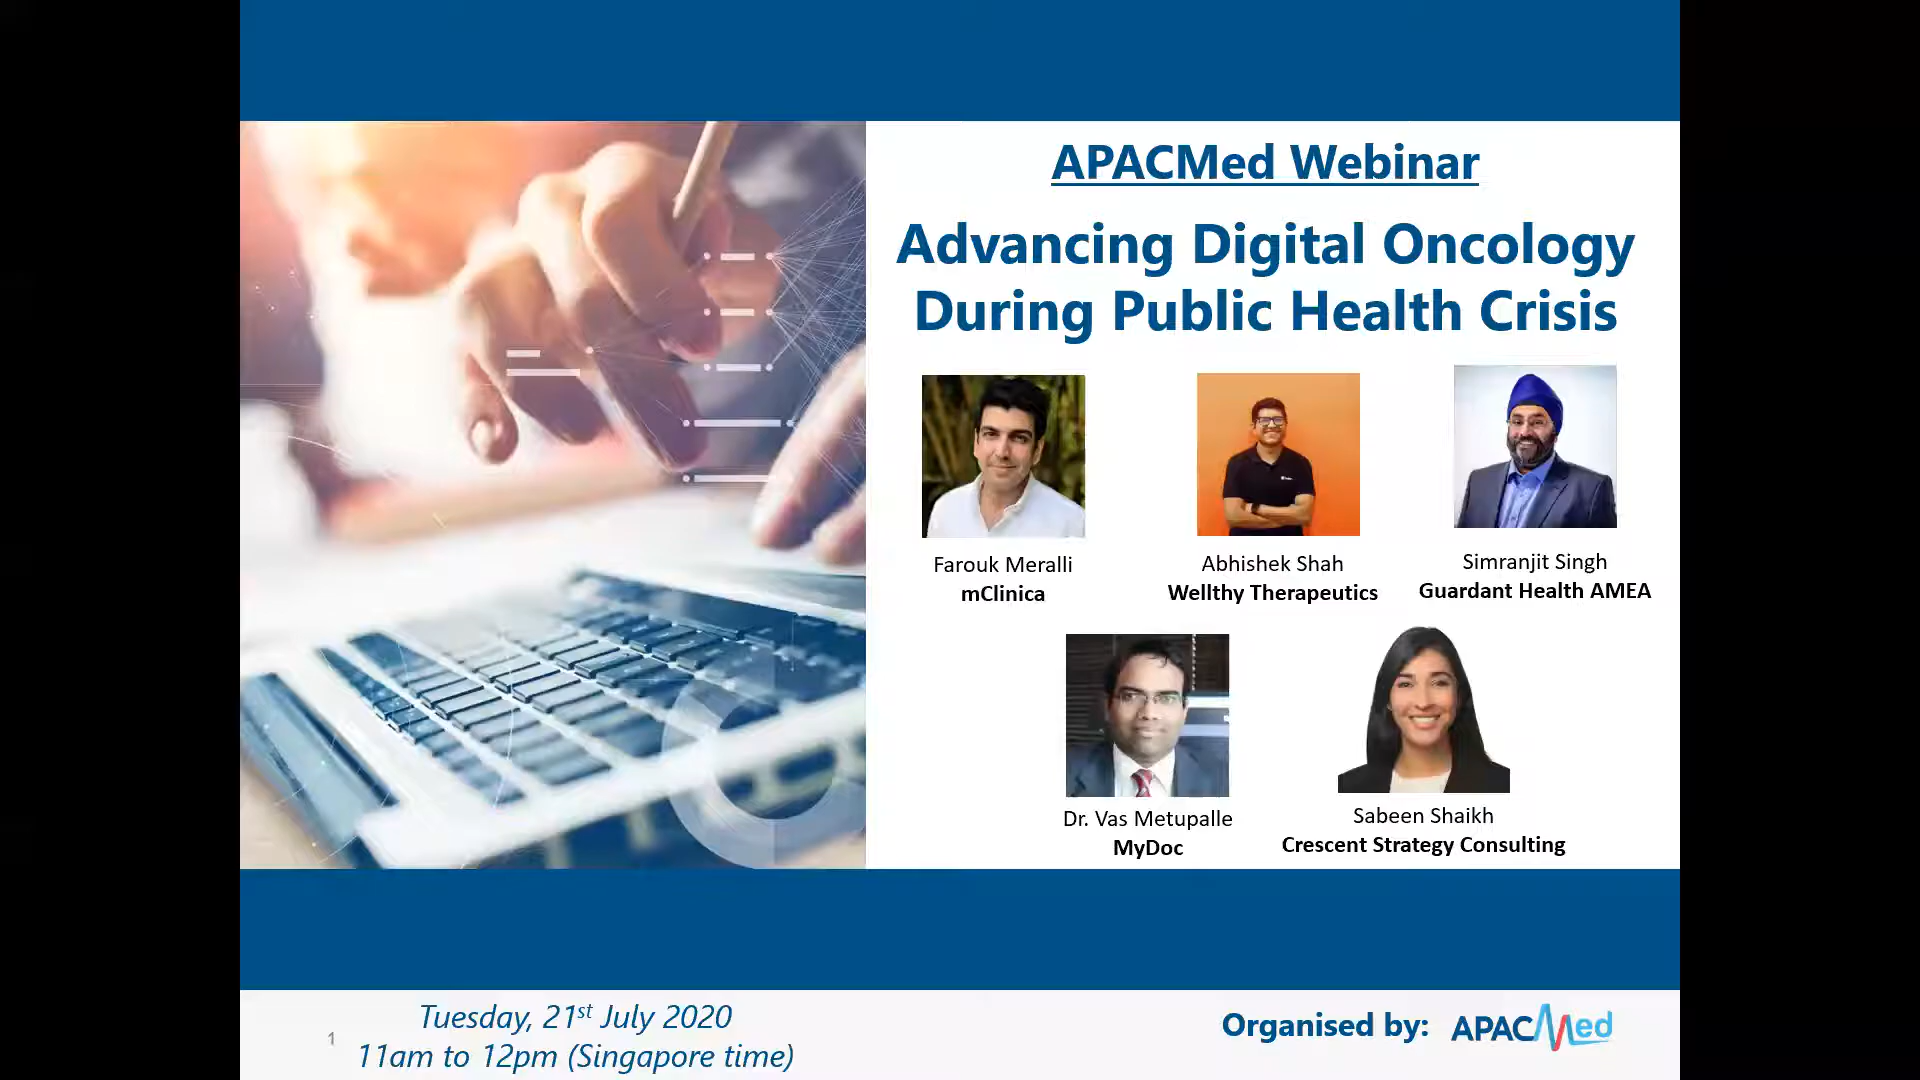 APACMed Webinar
Advancing Digital Oncology
During Public Health Crisis
Farouk Meralli
mClinica
Abhishek Shah
Wellthy Therapeutics
Simranjit Singh
Guardant Health AMEA
Dr. Vas Metupalle
MyDoc
Sabeen Shaikh
Crescent Strategy Consulting
1
Tuesday, 21st July 2020
11am to 12pm (Singapore time)
Organised by: APACMed